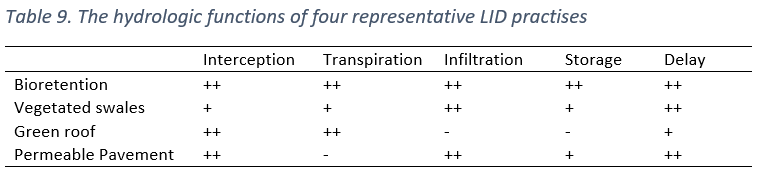 Table 9. The hydrologic functions of four representative LID practises
Interception Transpiration Infiltration Storage Delay
Bioretention ++ ++ ++ ++ ++
Vegetated swales + + ++ + ++
Green roof ++ ++ - - +
Permeable Pavement ++ - ++ + ++